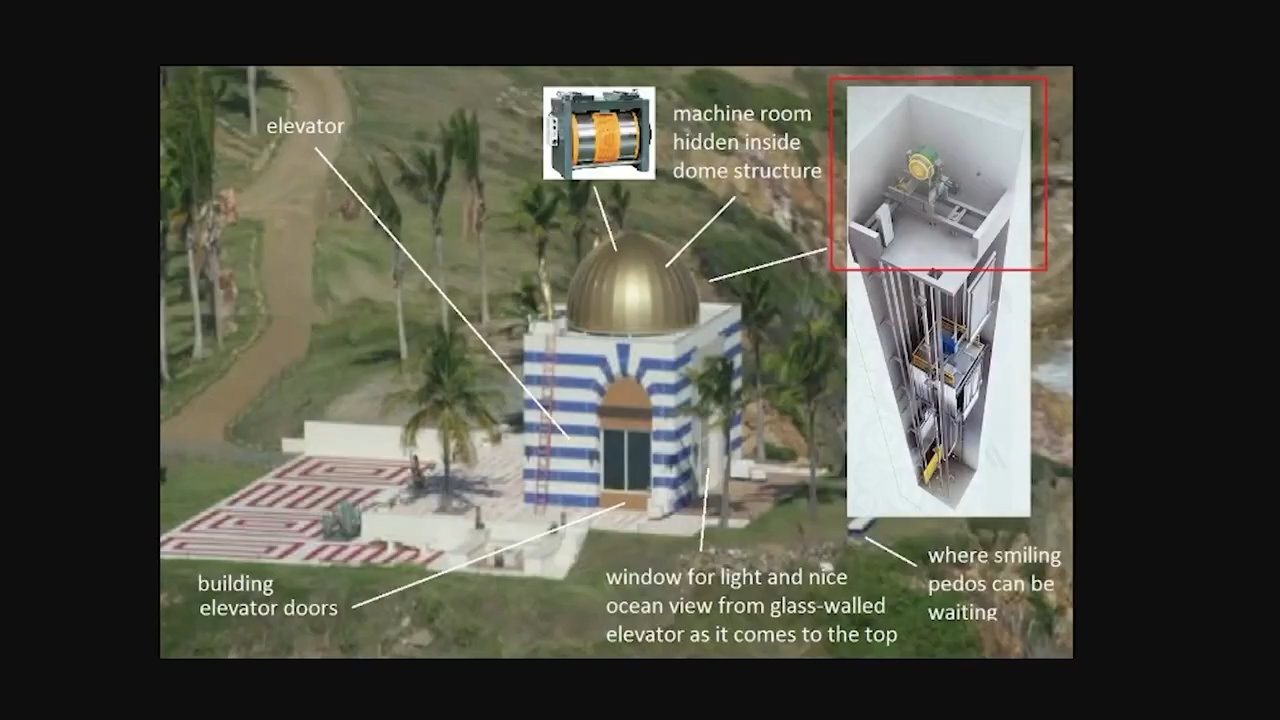 elevator
machine room
hidden inside
dome structure
building
elevator doors
window for light and nice
ocean view from glass-walled
elevator as it comes to the top
where smiling
pedos can be
waiting